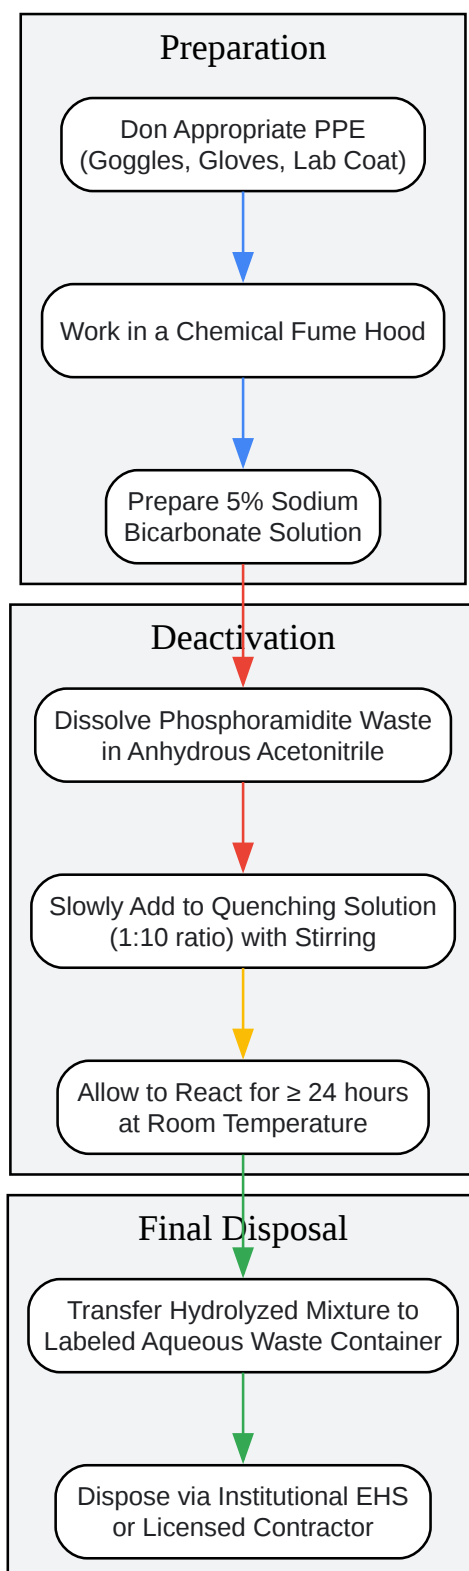 Preparation
Don Appropriate PPE
(Goggles, Gloves, Lab Coat)
Work in a Chemical Fume Hood
Prepare 5% Sodium
Bicarbonate Solution
Deactivation
Dissolve Phosphoramidite Waste
in Anhydrous Acetonitrile
Slowly Add to Quenching Solution
(1:10 ratio) with Stirring
Allow to React for ≥ 24 hours
at Room Temperature
Final Disposal
Transfer Hydrolyzed Mixture to
Labeled Aqueous Waste Container
Dispose via Institutional EHS
or Licensed Contractor